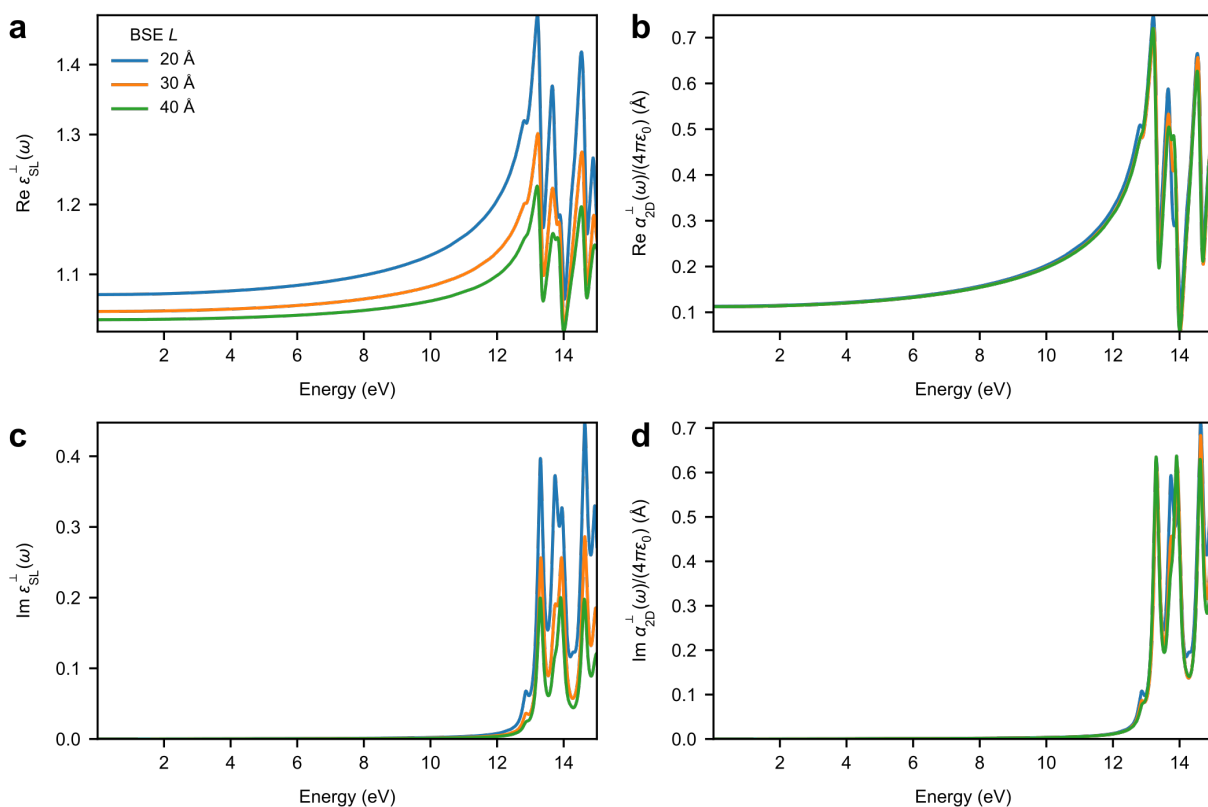 a
BSE L
20 Å
30 Å
40 Å
Re ε⊥SL(ω)
1.4
1.3
1.2
1.1
2 4 6 8 10 12 14
Energy (eV)
b
Re α⊥2D(ω)/(4πε0) (Å)
0.7
0.6
0.5
0.4
0.3
0.2
0.1
2 4 6 8 10 12 14
Energy (eV)
c
Im ε⊥SL(ω)
0.4
0.3
0.2
0.1
0.0
2 4 6 8 10 12 14
Energy (eV)
d
Im α⊥2D(ω)/(4πε0) (Å)
0.7
0.6
0.5
0.4
0.3
0.2
0.1
0.0
2 4 6 8 10 12 14
Energy (eV)